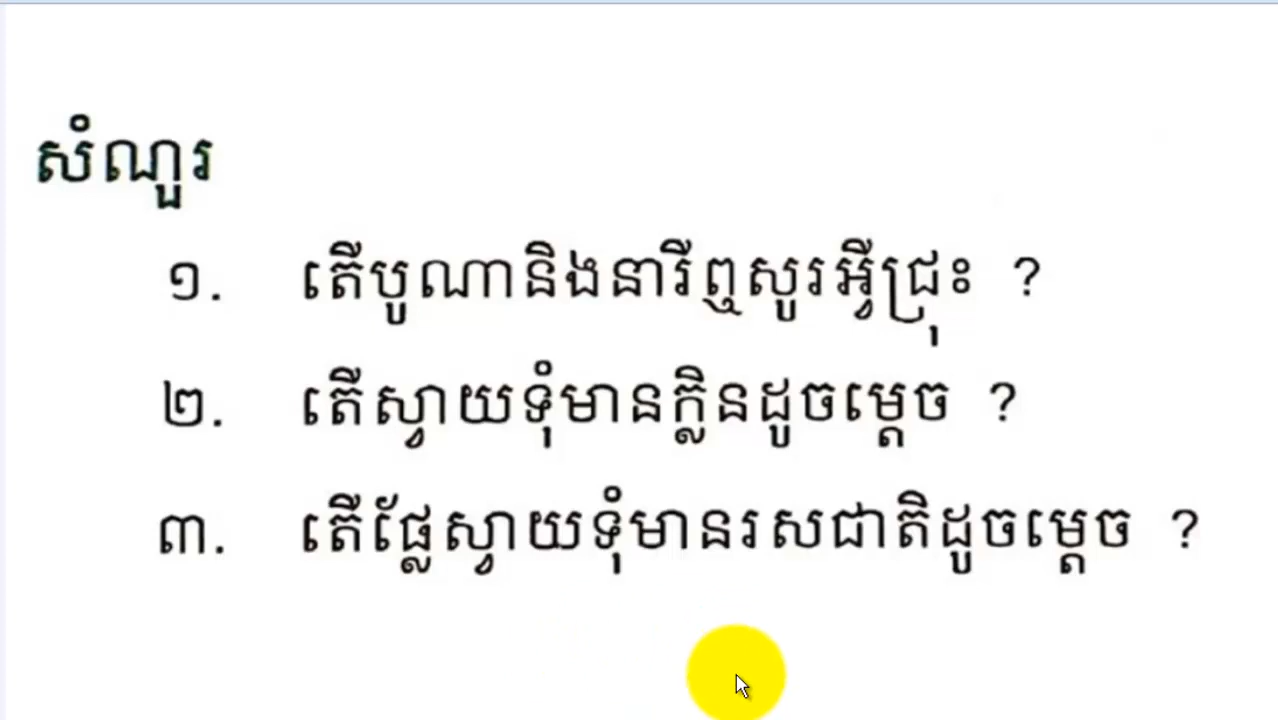 សំណួរ
១. តើបូណានិងនារីឮសូរអ្វីជ្រុះ ?
២. តើស្វាយទុំមានក្លិនដូចម្ដេច ?
៣. តើផ្លែស្វាយទុំមានរសជាតិដូចម្ដេច ?